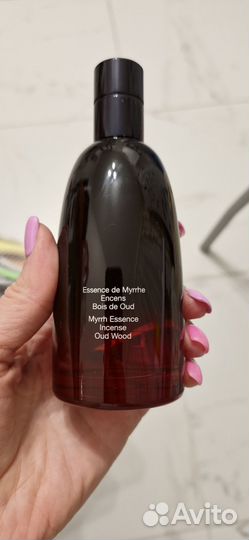 Essence de Myrrhe
Encens
Bois de Oud
Myrrh Essence
Incense
Oud Wood
Avito